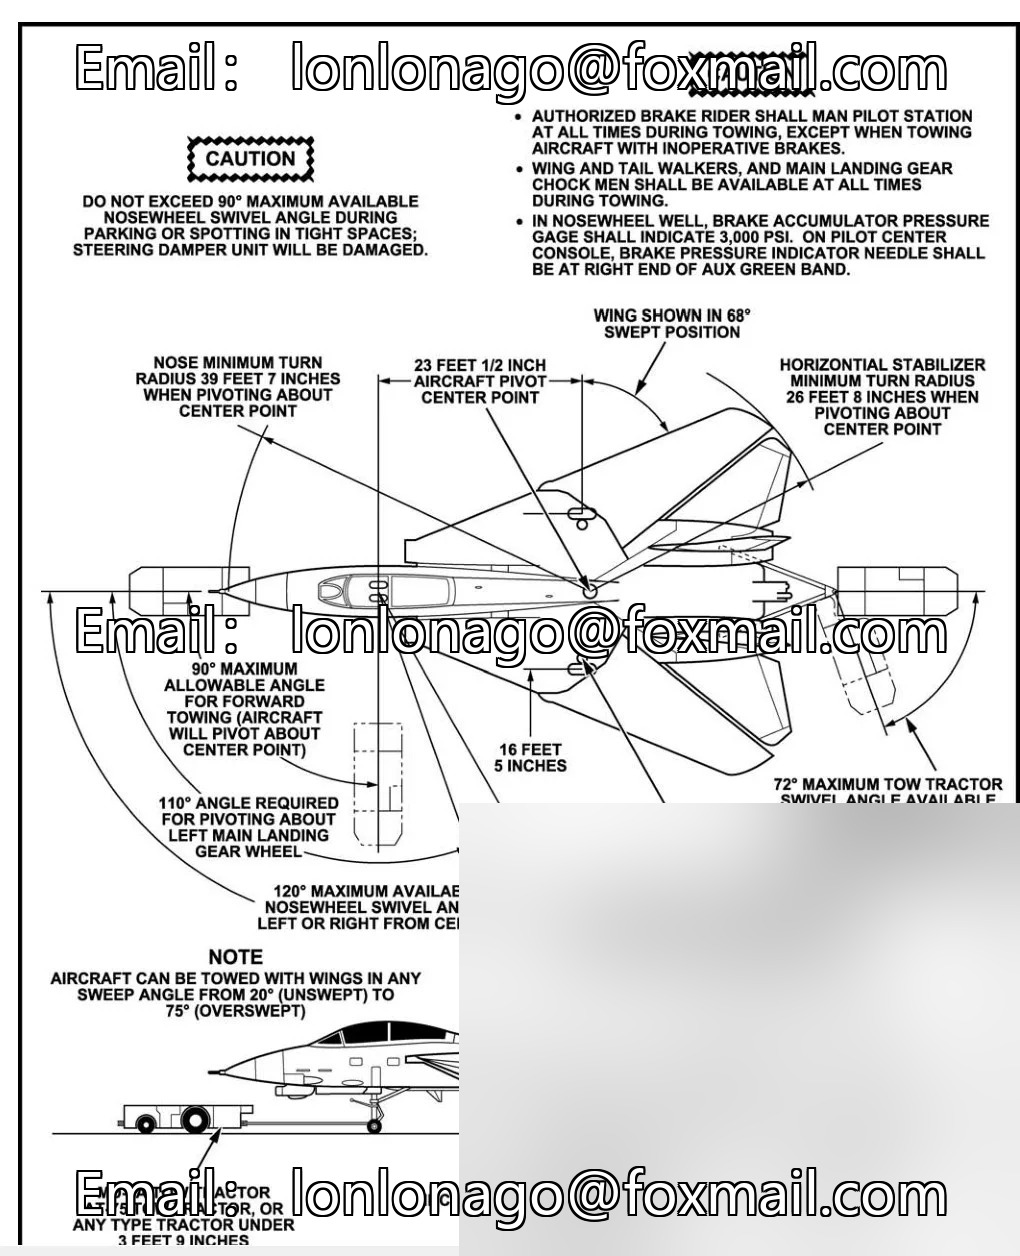 Email: lonlonago@foxmail.com
CAUTION
• AUTHORIZED BRAKE RIDER SHALL MAN PILOT STATION
AT ALL TIMES DURING TOWING, EXCEPT WHEN TOWING
AIRCRAFT WITH INOPERATIVE BRAKES.
• WING AND TAIL WALKERS, AND MAIN LANDING GEAR
CHOCK MEN SHALL BE AVAILABLE AT ALL TIMES
DURING TOWING.
• IN NOSEWHEEL WELL, BRAKE ACCUMULATOR PRESSURE
GAGE SHALL INDICATE 3,000 PSI. ON PILOT CENTER
CONSOLE, BRAKE PRESSURE INDICATOR NEEDLE SHALL
BE AT RIGHT END OF AUX GREEN BAND.
CAUTION
DO NOT EXCEED 90° MAXIMUM AVAILABLE
NOSEWHEEL SWIVEL ANGLE DURING
PARKING OR SPOTTING IN TIGHT SPACES;
STEERING DAMPER UNIT WILL BE DAMAGED.
WING SHOWN IN 68°
SWEPT POSITION
NOSE MINIMUM TURN
RADIUS 39 FEET 7 INCHES
WHEN PIVOTING ABOUT
CENTER POINT
23 FEET 1/2 INCH
AIRCRAFT PIVOT
CENTER POINT
HORIZONTIAL STABILIZER
MINIMUM TURN RADIUS
26 FEET 8 INCHES WHEN
PIVOTING ABOUT
CENTER POINT
Email: lonlonago@foxmail.com
90° MAXIMUM
ALLOWABLE ANGLE
FOR FORWARD
TOWING (AIRCRAFT
WILL PIVOT ABOUT
CENTER POINT)
16 FEET
5 INCHES
72° MAXIMUM TOW TRACTOR
SWIVEL ANGLE AVAILABLE
110° ANGLE REQUIRED
FOR PIVOTING ABOUT
LEFT MAIN LANDING
GEAR WHEEL
120° MAXIMUM AVAILAB
NOSEWHEEL SWIVEL AN
LEFT OR RIGHT FROM CE
NOTE
AIRCRAFT CAN BE TOWED WITH WINGS IN ANY
SWEEP ANGLE FROM 20° (UNSWEPT) TO
75° (OVERSWEPT)
Email: lonlonago@foxmail.com
ANY TYPE TRACTOR UNDER
3 FEET 9 INCHES